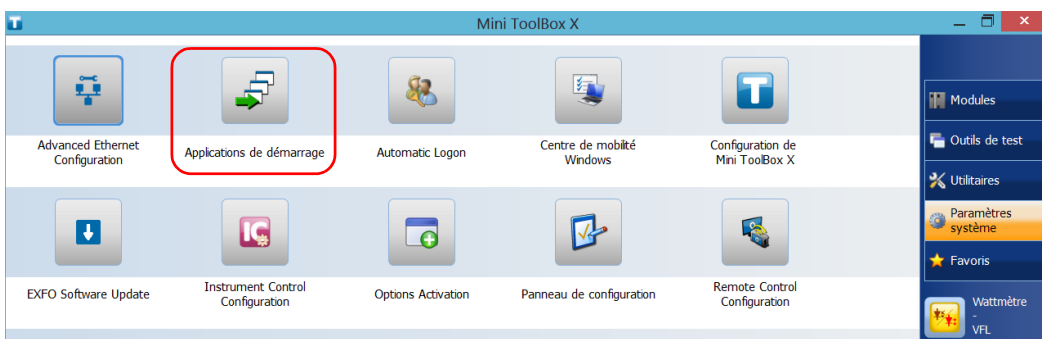 Mini ToolBox X
Advanced Ethernet
Configuration
Applications de démarrage
Automatic Logon
Centre de mobilité
Windows
Configuration de
Mini ToolBox X
EXFO Software Update
Instrument Control
Configuration
Options Activation
Panneau de configuration
Remote Control
Configuration
Modules
Outils de test
Utilitaires
Paramètres
système
Favoris
Wattmètre
-
VFL